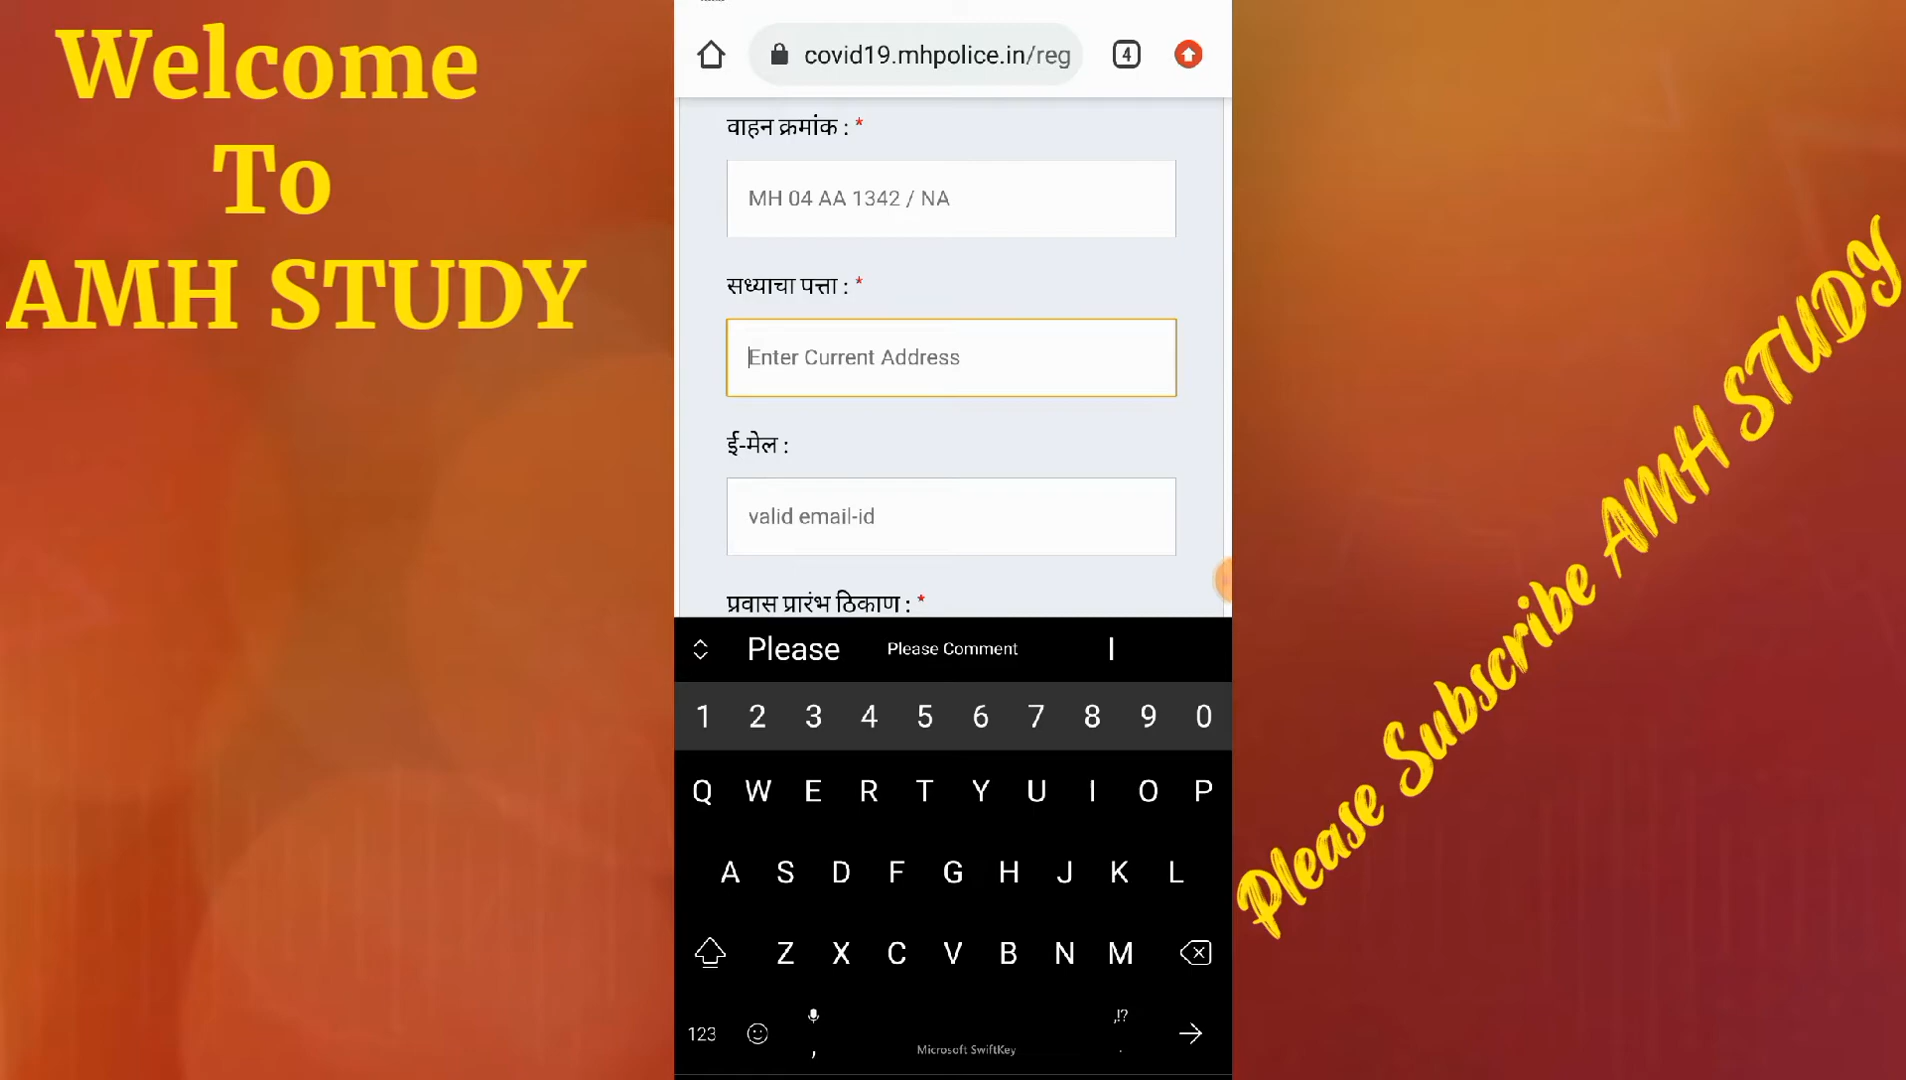 Welcome
To
AMH STUDY
covid19.mhpolice.in/reg
4
वाहन क्रमांक : *
MH 04 AA 1342 / NA
सध्याचा पत्ता : *
Enter Current Address
ई-मेल :
valid email-id
प्रवास प्रारंभ ठिकाण : *
Please Please Comment I
1 2 3 4 5 6 7 8 9 0
Q W E R T Y U I O P
A S D F G H J K L
Z X C V B N M
123 , Microsoft SwiftKey ,!? .
Please Subscribe AMH STUDY